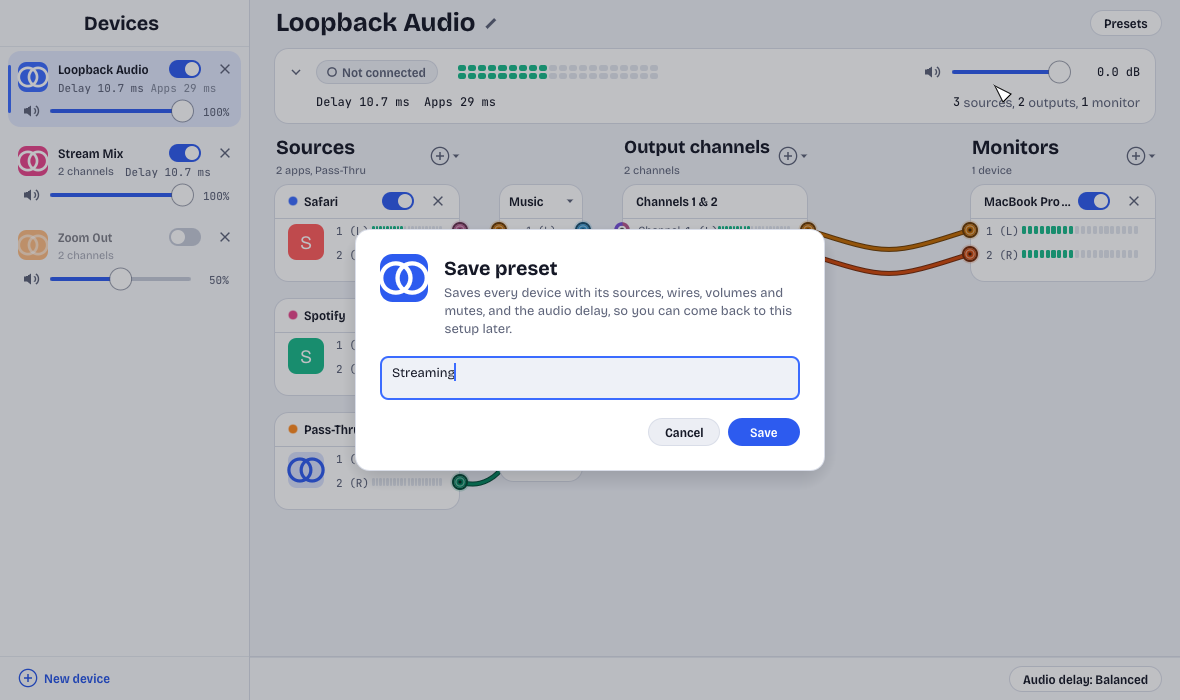 Devices
Loopback Audio
Delay 10.7 ms Apps 29 ms
100%
Stream Mix
2 channels Delay 10.7 ms
100%
Zoom Out
2 channels
50%
New device
Loopback Audio
Presets
Not connected
0.0 dB
Delay 10.7 ms Apps 29 ms
3 sources, 2 outputs, 1 monitor
Sources
2 apps, Pass-Thru
Output channels
2 channels
Monitors
1 device
Safari
S
1 (L)
2
Music
Channels 1 & 2
MacBook Pro...
1 (L)
2 (R)
Spotify
S
1
2
Pass-Thru
1
2 (R)
Save preset
Saves every device with its sources, wires, volumes and
mutes, and the audio delay, so you can come back to this
setup later.
Streaming
Cancel
Save
Audio delay: Balanced